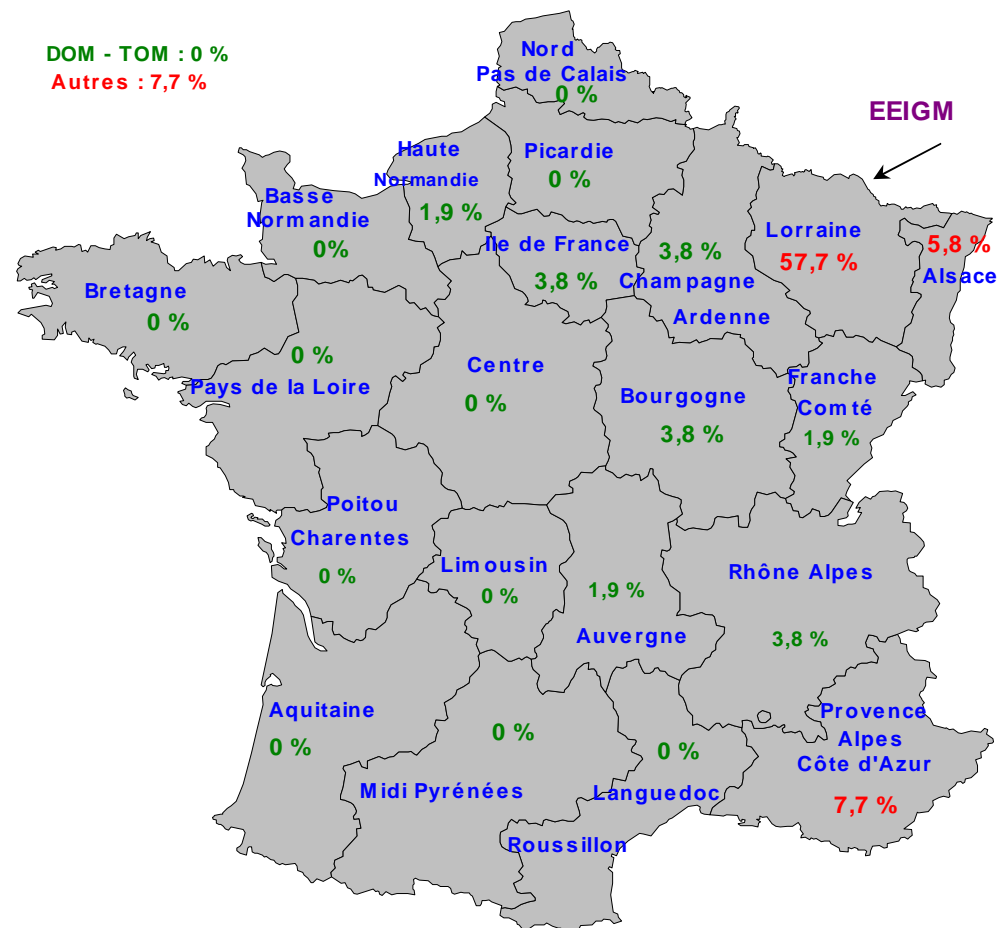 DOM - TOM : 0 %
Autres : 7,7 %
Nord
Pas de Calais
0 %
EEIGM
Haute
Normandie
1,9 %
Picardie
0 %
Basse
Normandie
0%
Ile de France
3,8 %
3,8 %
Champagne
Ardenne
Lorraine
57,7 %
5,8 %
Alsace
Bretagne
0 %
0 %
Pays de la Loire
Centre
0 %
Bourgogne
3,8 %
Franche
Comté
1,9 %
Poitou
Charentes
0 %
Limousin
0 %
1,9 %
Auvergne
Rhône Alpes
3,8 %
Aquitaine
0 %
0 %
Midi Pyrénées
0 %
Languedoc
Roussillon
Provence
Alpes
Côte d'Azur
7,7 %